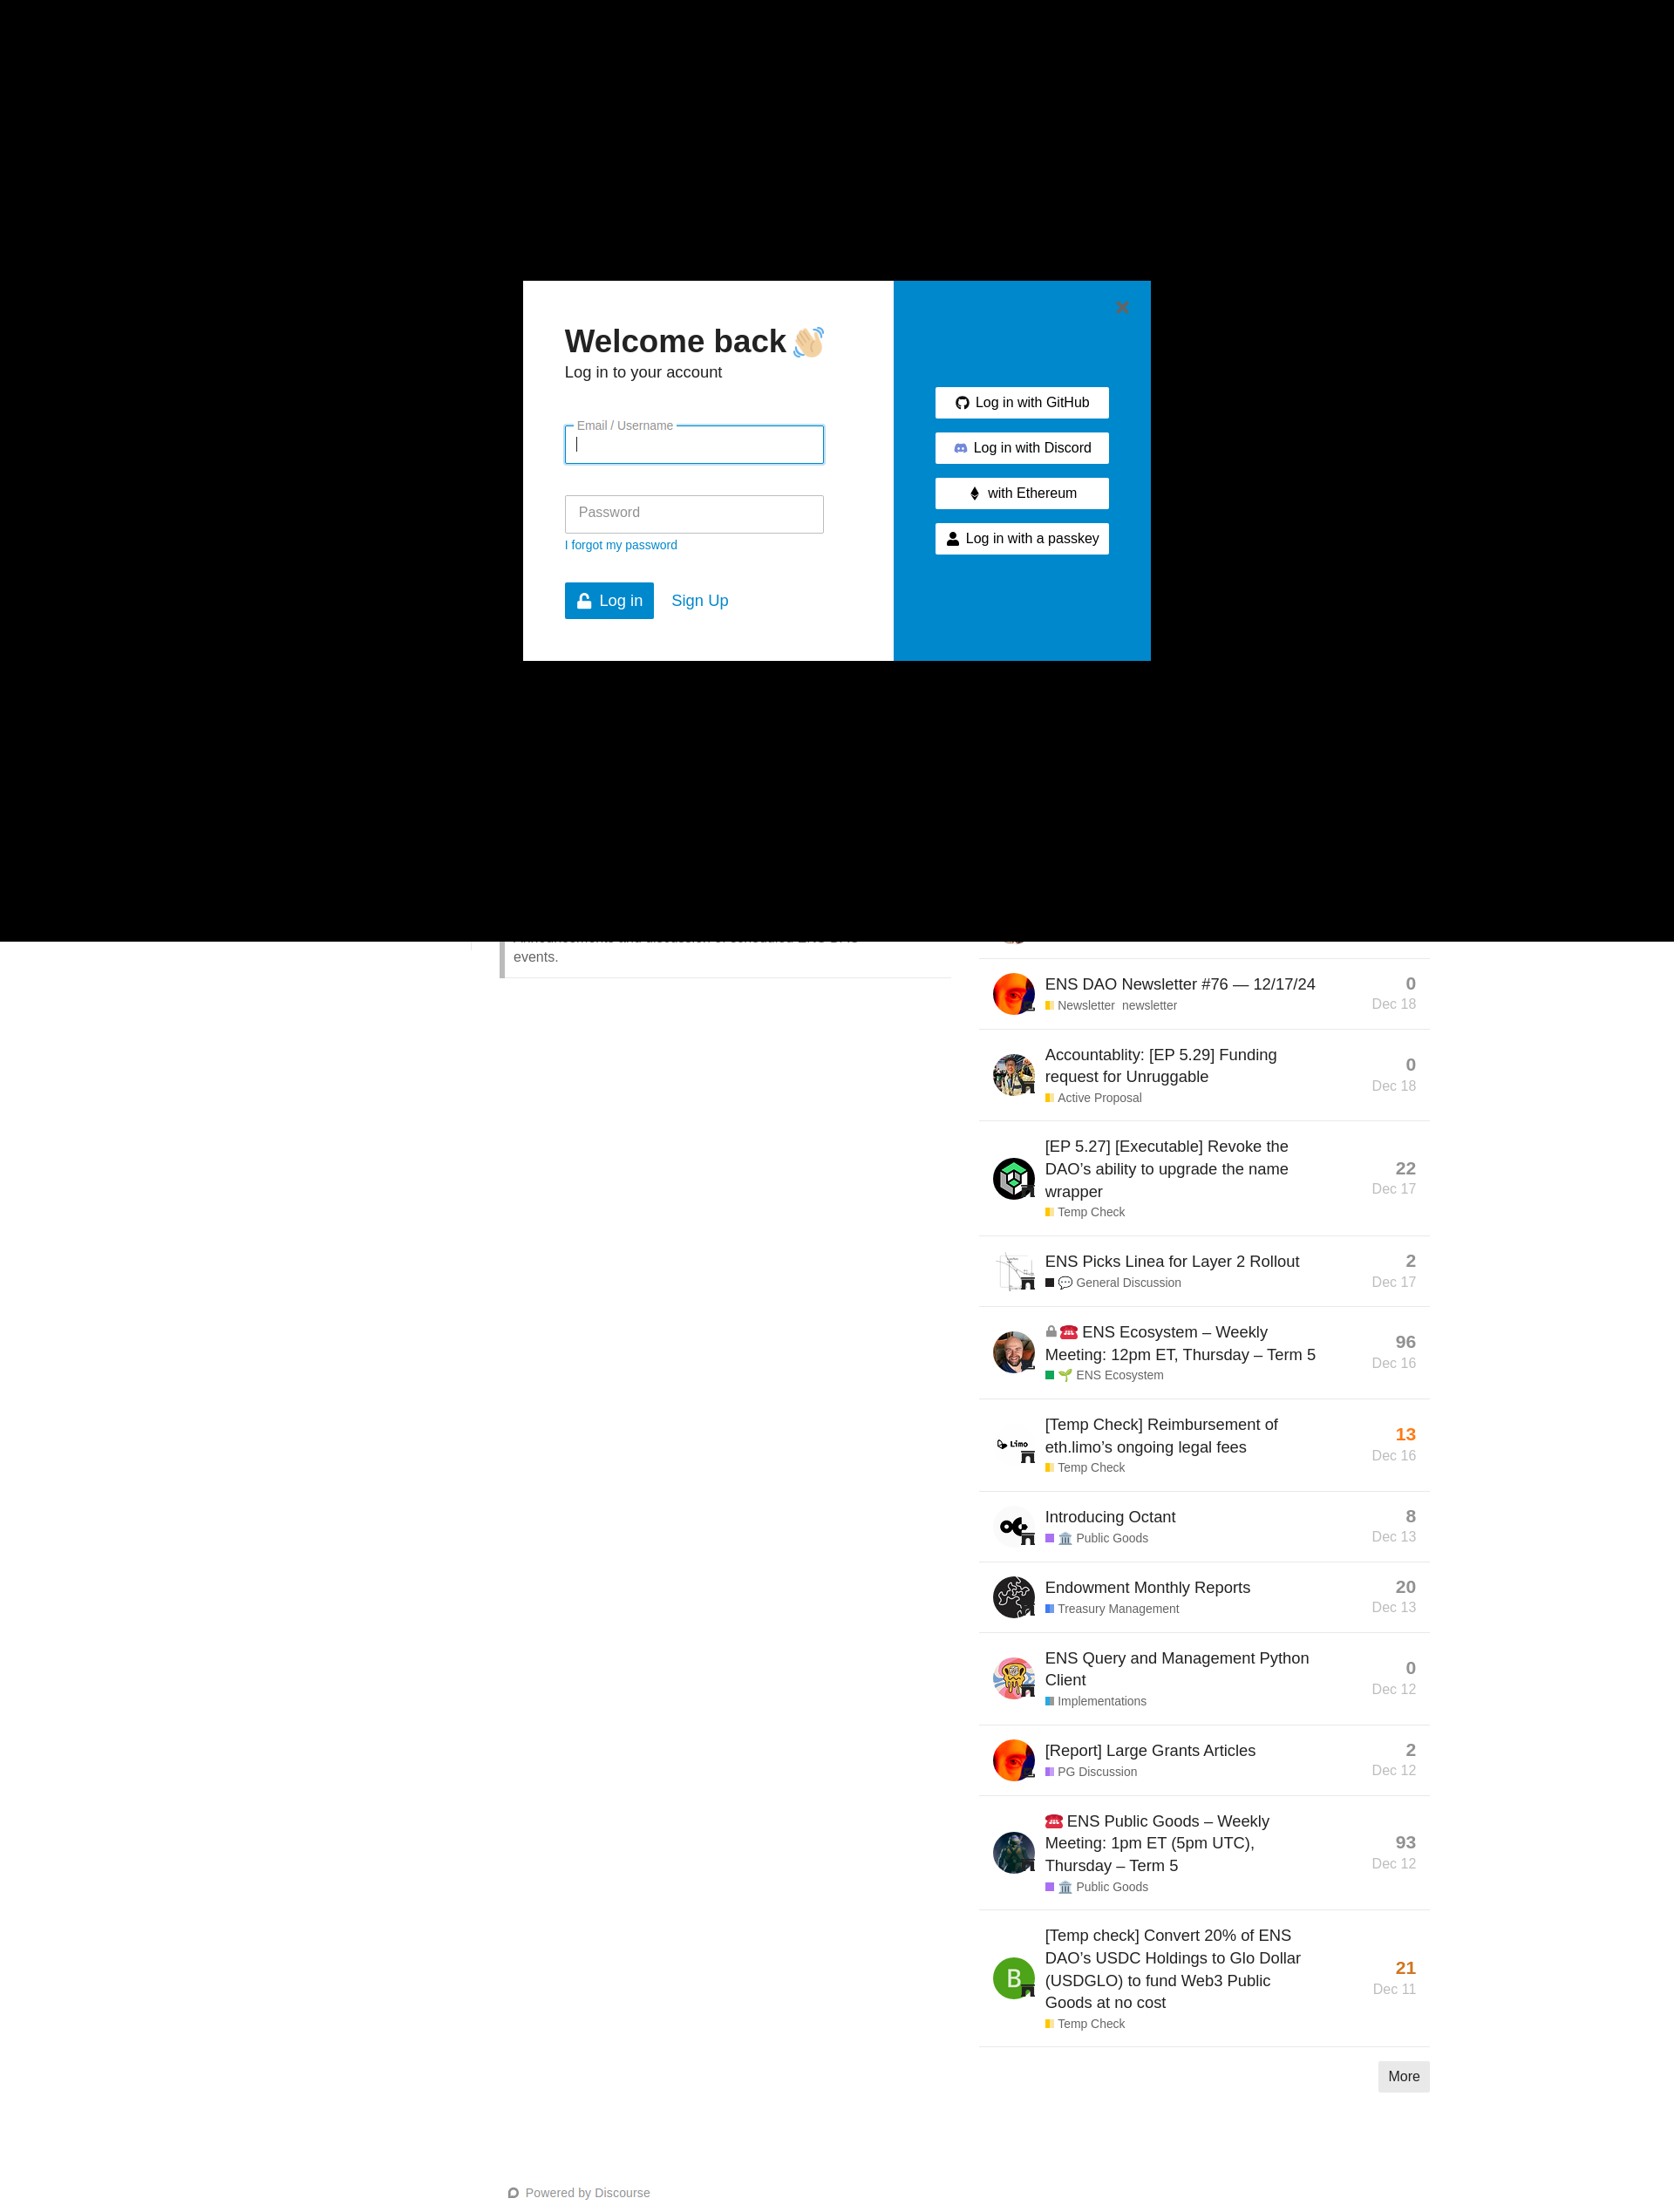 Welcome back
Log in to your account
Email / Username
Password
I forgot my password
Log in
Sign Up
Log in with GitHub
Log in with Discord
with Ethereum
Log in with a passkey
events.
ENS DAO Newsletter #76 — 12/17/24
Newsletter newsletter
0
Dec 18
Accountablity: [EP 5.29] Funding
request for Unruggable
Active Proposal
0
Dec 18
[EP 5.27] [Executable] Revoke the
DAO’s ability to upgrade the name
wrapper
Temp Check
22
Dec 17
ENS Picks Linea for Layer 2 Rollout
General Discussion
2
Dec 17
ENS Ecosystem – Weekly
Meeting: 12pm ET, Thursday – Term 5
ENS Ecosystem
96
Dec 16
Limo
[Temp Check] Reimbursement of
eth.limo’s ongoing legal fees
Temp Check
13
Dec 16
Introducing Octant
Public Goods
8
Dec 13
Endowment Monthly Reports
Treasury Management
20
Dec 13
ENS Query and Management Python
Client
Implementations
0
Dec 12
[Report] Large Grants Articles
PG Discussion
2
Dec 12
ENS Public Goods – Weekly
Meeting: 1pm ET (5pm UTC),
Thursday – Term 5
Public Goods
93
Dec 12
B
[Temp check] Convert 20% of ENS
DAO’s USDC Holdings to Glo Dollar
(USDGLO) to fund Web3 Public
Goods at no cost
Temp Check
21
Dec 11
More
Powered by Discourse